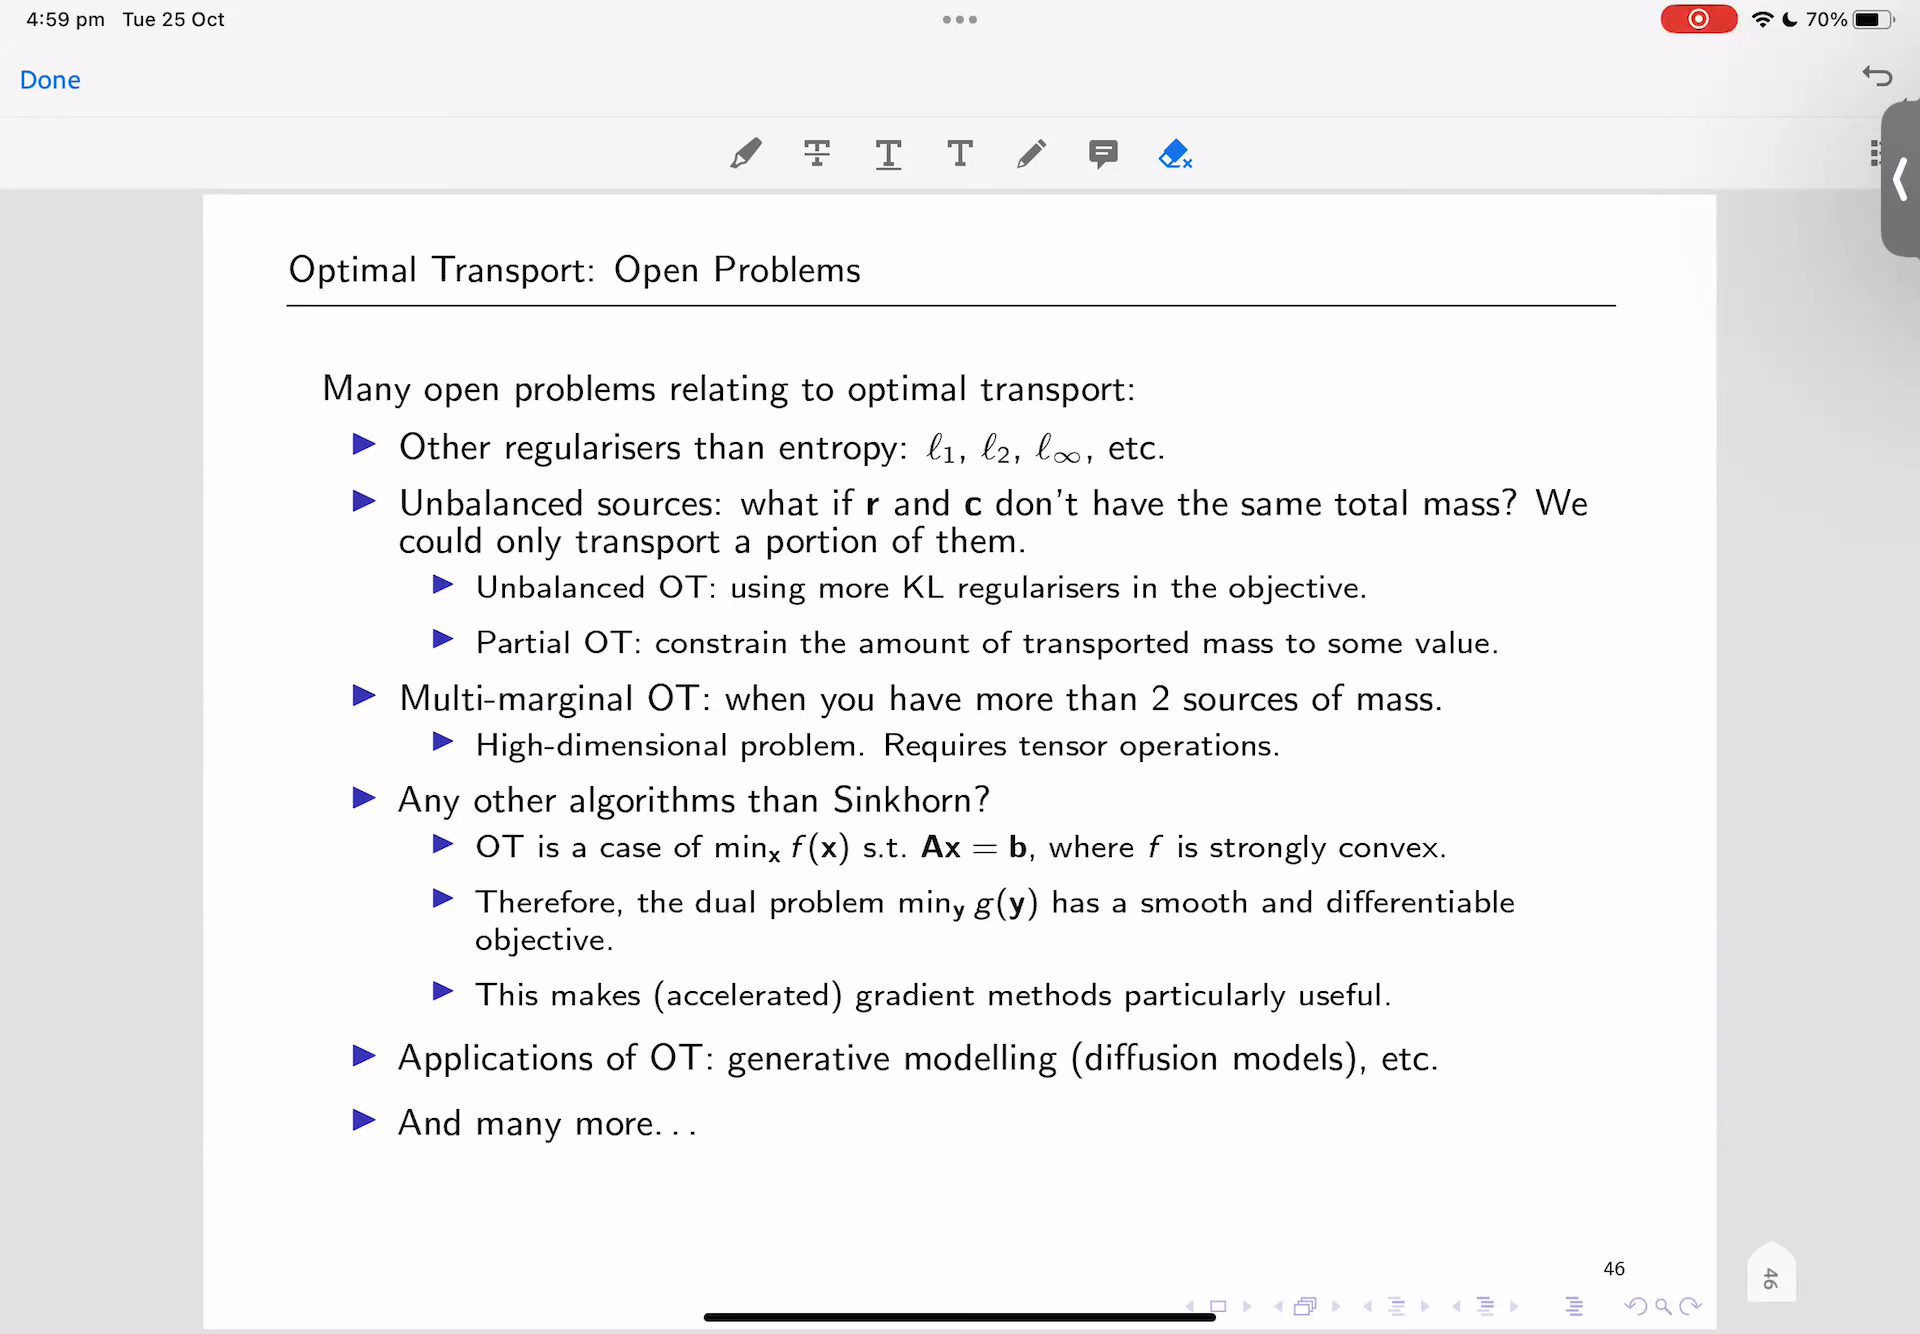 4:59 pm Tue 25 Oct
70%
Done
Optimal Transport: Open Problems
Many open problems relating to optimal transport:
Other regularisers than entropy: ℓ₁, ℓ₂, ℓ∞, etc.
Unbalanced sources: what if r and c don't have the same total mass? We
could only transport a portion of them.
Unbalanced OT: using more KL regularisers in the objective.
Partial OT: constrain the amount of transported mass to some value.
Multi-marginal OT: when you have more than 2 sources of mass.
High-dimensional problem. Requires tensor operations.
Any other algorithms than Sinkhorn?
OT is a case of minₓ f(x) s.t. Ax = b, where f is strongly convex.
Therefore, the dual problem min_y g(y) has a smooth and differentiable
objective.
This makes (accelerated) gradient methods particularly useful.
Applications of OT: generative modelling (diffusion models), etc.
And many more...
46
46